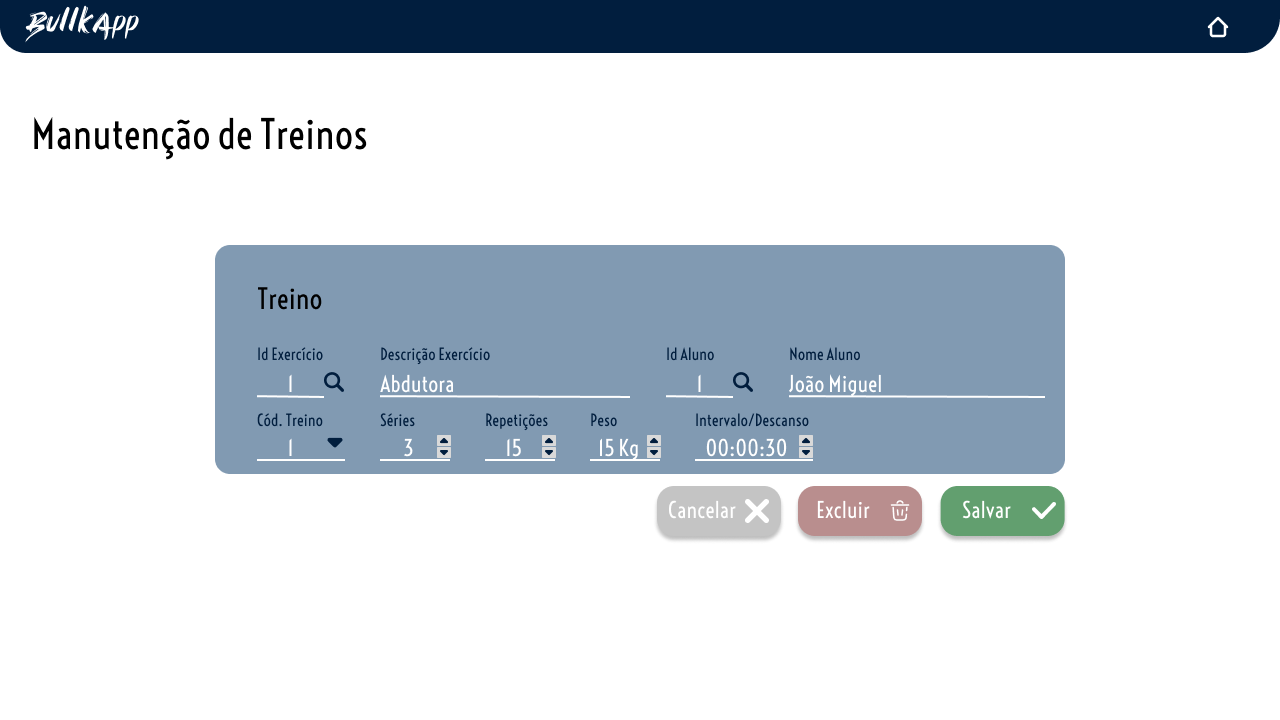 BullkApp
Manutenção de Treinos
Treino
Id Exercício Descrição Exercício Id Aluno Nome Aluno
1 Abdutora 1 João Miguel
Cód. Treino Séries Repetições Peso Intervalo/Descanso
1 3 15 15 Kg 00:00:30
Cancelar Excluir Salvar